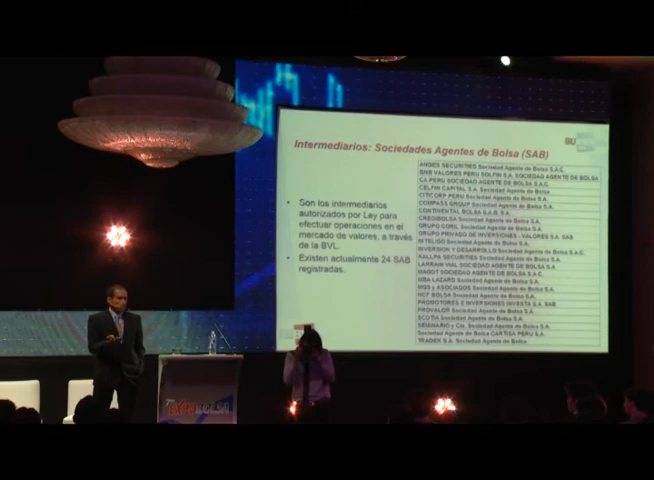 Intermediarios: Sociedades Agentes de Bolsa (SAB)
• Son los intermediarios
autorizados por Ley para
efectuar operaciones en el
mercado de valores, a través
de la BVL.
• Existen actualmente 24 SAB
registradas.
ANDES SECURITIES Sociedad Agente de Bolsa S.A.C.
BNB VALORES PERU SOLFIN S.A. SOCIEDAD AGENTE DE BOLSA
CA PERU SOCIEDAD AGENTE DE BOLSA S.A.C.
CELFIN CAPITAL S.A. Sociedad Agente de Bolsa
CITICORP PERU Sociedad Agente de Bolsa S.A.
COMPASS GROUP Sociedad Agente de Bolsa S.A.
CONTINENTAL BOLSA S.A.B. S.A.
CREDIBOLSA Sociedad Agente de Bolsa S.A.
GRUPO CORIL Sociedad Agente de Bolsa S.A.
GRUPO PRIVADO DE INVERSIONES - VALORES S.A. SAB
INTELIGO Sociedad Agente de Bolsa S.A.
INVERSION Y DESARROLLO Sociedad Agente de Bolsa S.A.C.
KALLPA SECURITIES Sociedad Agente de Bolsa S.A.
LARRAIN VIAL SOCIEDAD AGENTE DE BOLSA S.A
MAGOT SOCIEDAD AGENTE DE BOLSA S.A.C.
MBA LAZARD Sociedad Agente de Bolsa S.A.
MGS y ASOCIADOS Sociedad Agente de Bolsa S.A.
NCF BOLSA Sociedad Agente de Bolsa S.A.
PROMOTORES E INVERSIONES INVESTA S.A. SAB
PROVALOR Sociedad Agente de Bolsa S.A.
SCOTIA Sociedad Agente de Bolsa S.A.
SEMINARIO y Cía. Sociedad Agente de Bolsa S.A.
Sociedad Agente de Bolsa CARTISA PERU S.A.
TRADEK S.A. Sociedad Agente de Bolsa
EXPOBOLSA